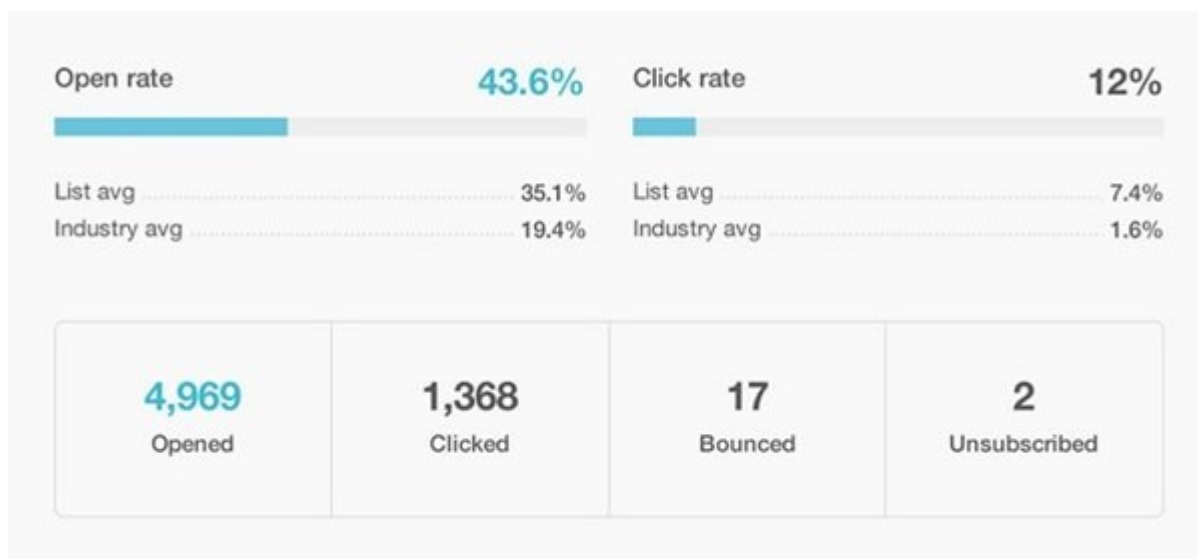 Open rate 43.6%
Click rate 12%
List avg 35.1%
Industry avg 19.4%
List avg 7.4%
Industry avg 1.6%
4,969
Opened
1,368
Clicked
17
Bounced
2
Unsubscribed